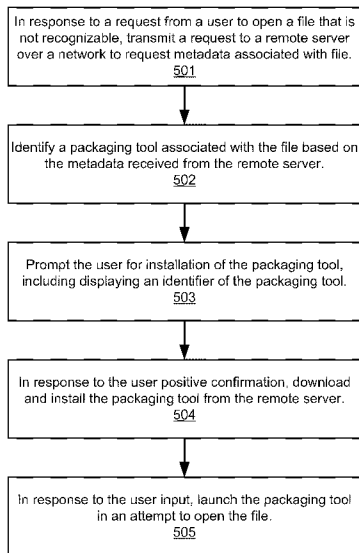 In response to a request from a user to open a file that is
not recognizable, transmit a request to a remote server
over a network to request metadata associated with file.
501
Identify a packaging tool associated with the file based on
the metadata received from the remote server.
502
Prompt the user for installation of the packaging tool,
including displaying an identifier of the packaging tool.
503
In response to the user positive confirmation, download
and install the packaging tool from the remote server.
504
In response to the user input, launch the packaging tool
in an attempt to open the file.
505